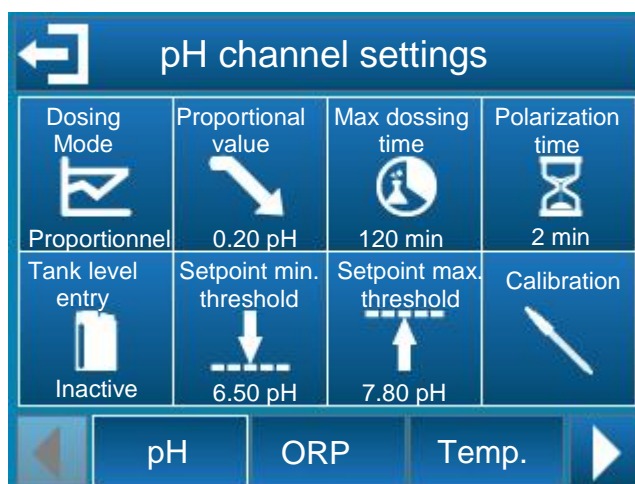 pH channel settings
Dosing
Mode
Proportionnel
Proportional
value
0.20 pH
Max dossing
time
120 min
Polarization
time
2 min
Tank level
entry
Inactive
Setpoint min.
threshold
6.50 pH
Setpoint max.
threshold
7.80 pH
Calibration
pH
ORP
Temp.